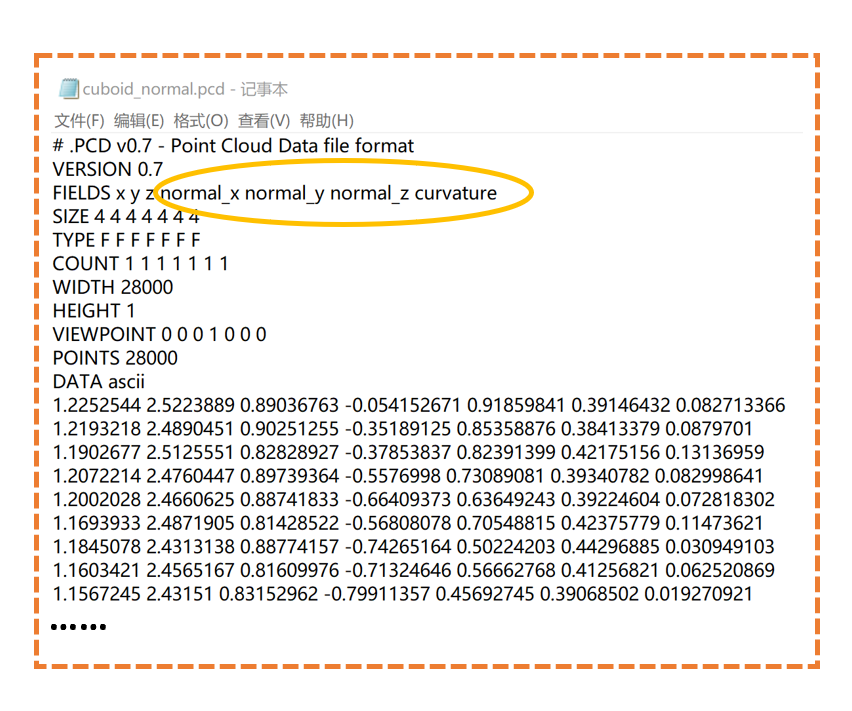 cuboid_normal.pcd - 记事本
文件(F) 编辑(E) 格式(O) 查看(V) 帮助(H)
# .PCD v0.7 - Point Cloud Data file format
VERSION 0.7
FIELDS x y z normal_x normal_y normal_z curvature
SIZE 4 4 4 4 4 4 4
TYPE F F F F F F F
COUNT 1 1 1 1 1 1 1
WIDTH 28000
HEIGHT 1
VIEWPOINT 0 0 0 1 0 0 0
POINTS 28000
DATA ascii
1.2252544 2.5223889 0.89036763 -0.054152671 0.91859841 0.39146432 0.082713366
1.2193218 2.4890451 0.90251255 -0.35189125 0.85358876 0.38413379 0.0879701
1.1902677 2.5125551 0.82828927 -0.37853837 0.82391399 0.42175156 0.13136959
1.2072214 2.4760447 0.89739364 -0.5576998 0.73089081 0.39340782 0.082998641
1.2002028 2.4660625 0.88741833 -0.66409373 0.63649243 0.39224604 0.072818302
1.1693933 2.4871905 0.81428522 -0.56808078 0.70548815 0.42375779 0.11473621
1.1845078 2.4313138 0.88774157 -0.74265164 0.50224203 0.44296885 0.030949103
1.1603421 2.4565167 0.81609976 -0.71324646 0.56662768 0.41256821 0.062520869
1.1567245 2.43151 0.83152962 -0.79911357 0.45692745 0.39068502 0.019270921
......